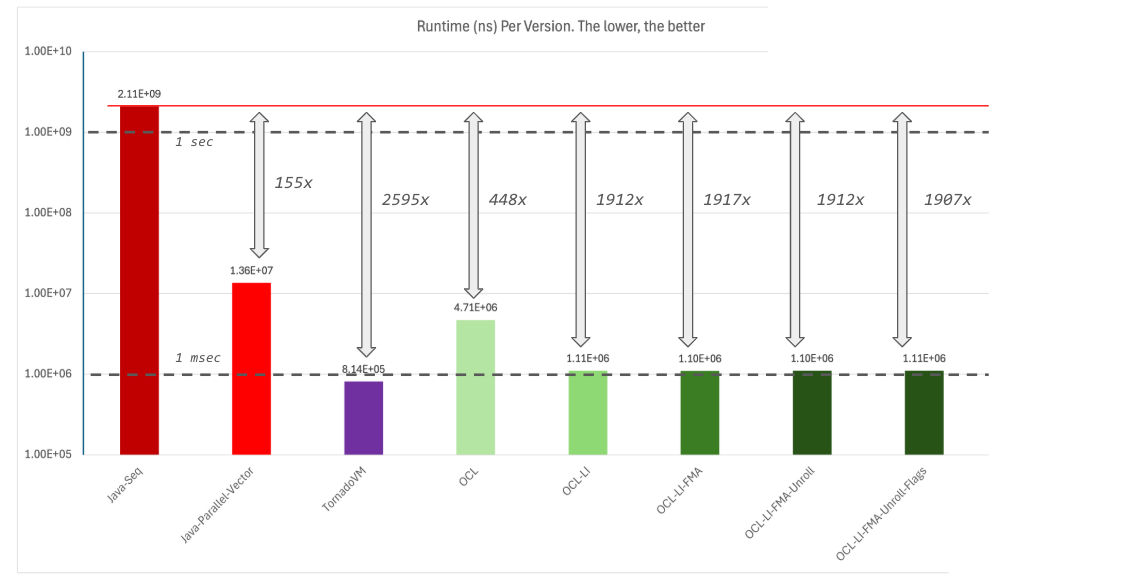 Runtime (ns) Per Version. The lower, the better
1.00E+10
2.11E+09
1.00E+09
1 sec
155x
2595x
448x
1912x
1917x
1912x
1907x
1.00E+08
1.36E+07
1.00E+07
4.71E+06
1 msec
8.14E+05
1.11E+06
1.10E+06
1.10E+06
1.11E+06
1.00E+06
1.00E+05
Java-Seq
Java-Parallel-Vector
TornadoVM
OCL
OCL-LI
OCL-LI-FMA
OCL-LI-FMA-Unroll
OCL-LI-FMA-Unroll-Flags